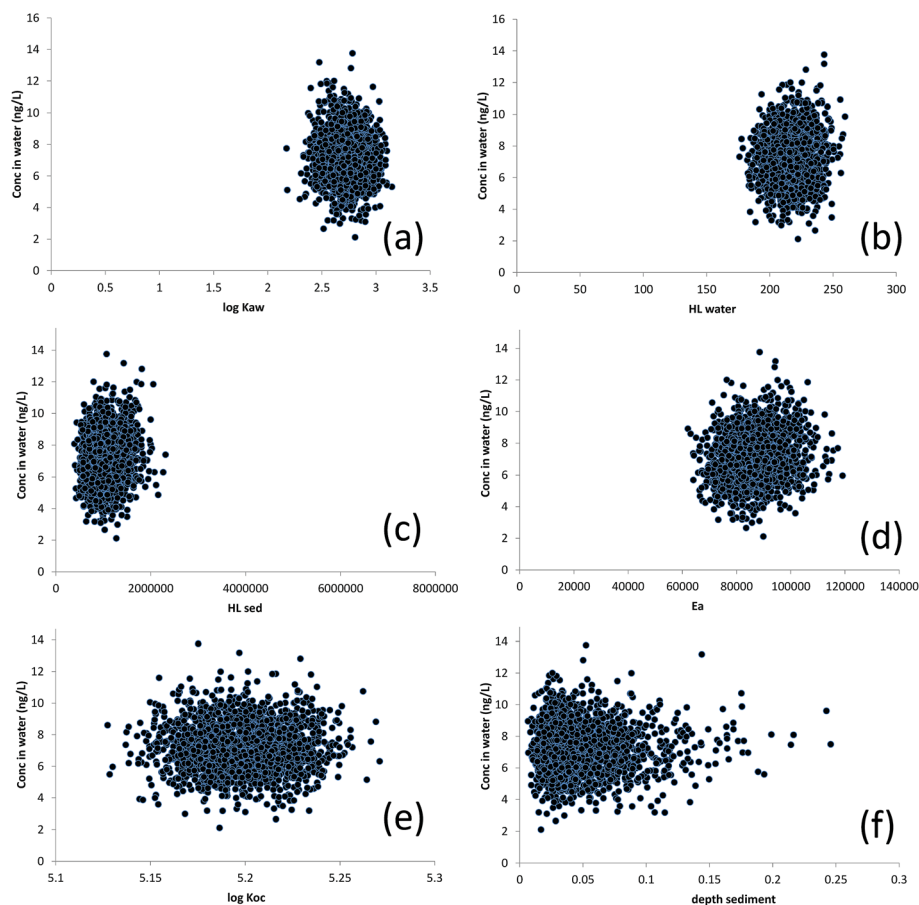 16
14
12
10
8
6
4
2
0
Conc in water (ng/L)
0 0.5 1 1.5 2 2.5 3 3.5
log Kaw
(a)
16
14
12
10
8
6
4
2
0
Conc in water (ng/L)
0 50 100 150 200 250 300
HL water
(b)
14
12
10
8
6
4
2
0
Conc in water (ng/L)
0 2000000 4000000 6000000 8000000
HL sed
(c)
14
12
10
8
6
4
2
0
Conc in water (ng/L)
0 20000 40000 60000 80000 100000 120000 140000
Ea
(d)
14
12
10
8
6
4
2
0
Conc in water (ng/L)
5.1 5.15 5.2 5.25 5.3
log Koc
(e)
14
12
10
8
6
4
2
0
Conc in water (ng/L)
0 0.05 0.1 0.15 0.2 0.25 0.3
depth sediment
(f)